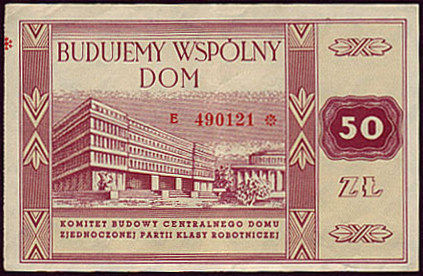 BUDUJEMY WSPÓLNY
DOM
E 490121
50
ZŁ
KOMITET BUDOWY CENTRALNEGO DOMU
ZJEDNOCZONEJ PARTII KLASY ROBOTNICZEJ